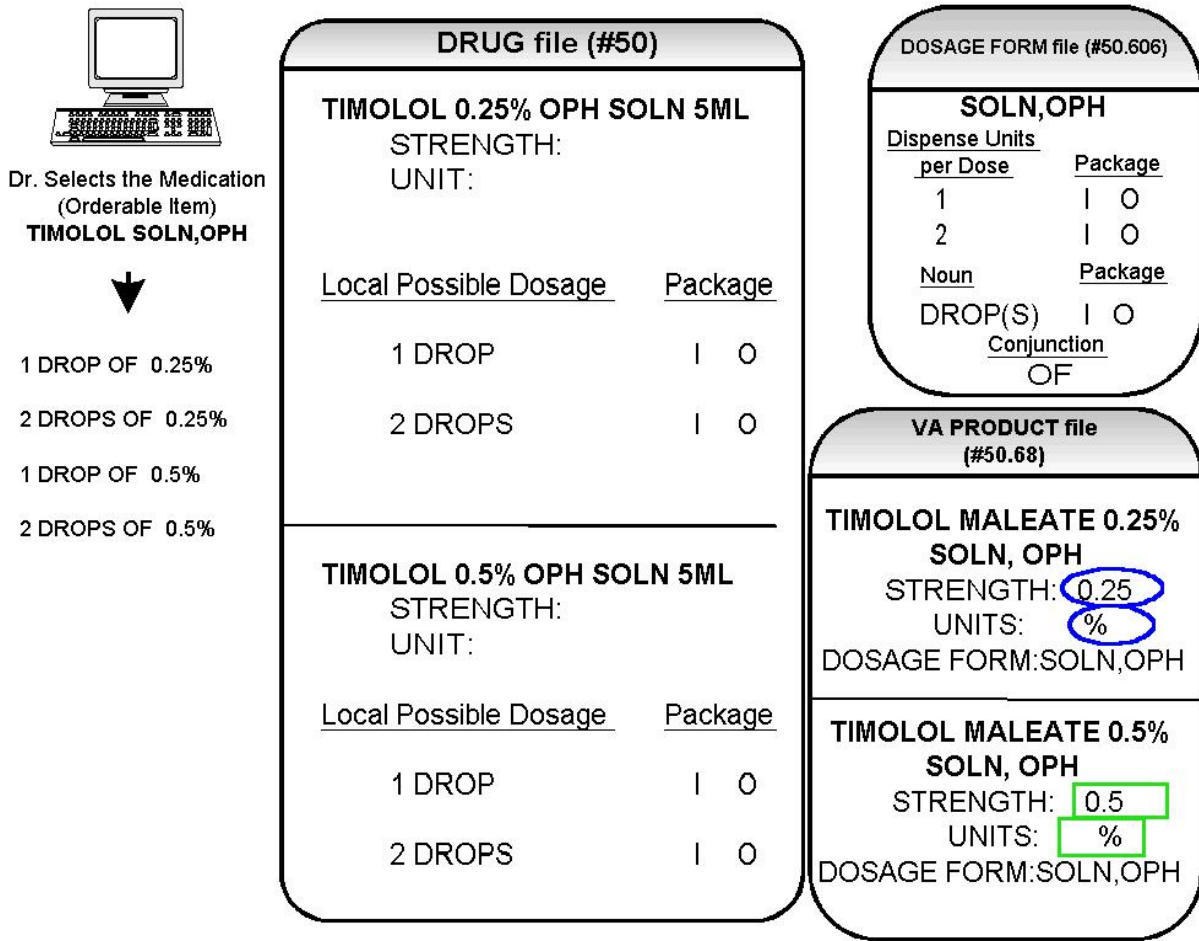 Dr. Selects the Medication
(Orderable Item)
TIMOLOL SOLN,OPH
1 DROP OF 0.25%
2 DROPS OF 0.25%
1 DROP OF 0.5%
2 DROPS OF 0.5%
DRUG file (#50)
TIMOLOL 0.25% OPH SOLN 5ML
STRENGTH:
UNIT:
Local Possible Dosage Package
1 DROP I O
2 DROPS I O
TIMOLOL 0.5% OPH SOLN 5ML
STRENGTH:
UNIT:
Local Possible Dosage Package
1 DROP I O
2 DROPS I O
DOSAGE FORM file (#50.606)
SOLN,OPH
Dispense Units
per Dose Package
1 I O
2 I O
Noun Package
DROP(S) I O
Conjunction
OF
VA PRODUCT file
(#50.68)
TIMOLOL MALEATE 0.25%
SOLN, OPH
STRENGTH: 0.25
UNITS: %
DOSAGE FORM:SOLN,OPH
TIMOLOL MALEATE 0.5%
SOLN, OPH
STRENGTH: 0.5
UNITS: %
DOSAGE FORM:SOLN,OPH